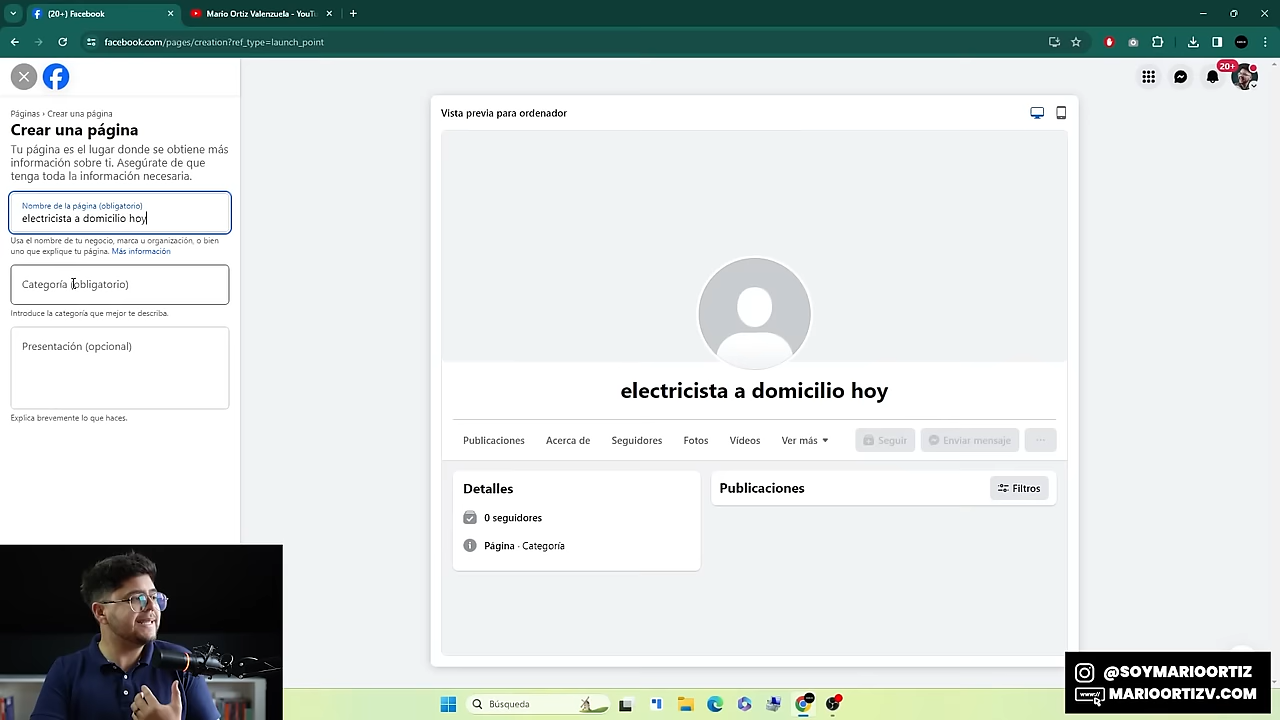 (20+) Facebook
Mario Ortiz Valenzuela - YouTu
facebook.com/pages/creation?ref_type=launch_point
20+
Páginas › Crear una página
Crear una página
Tu página es el lugar donde se obtiene más
información sobre ti. Asegúrate de que
tenga toda la información necesaria.
Nombre de la página (obligatorio)
electricista a domicilio hoy
Usa el nombre de tu negocio, marca u organización, o bien
uno que explique tu página. Más información
Categoría (obligatorio)
Introduce la categoría que mejor te describa.
Presentación (opcional)
Explica brevemente lo que haces.
Vista previa para ordenador
electricista a domicilio hoy
Publicaciones Acerca de Seguidores Fotos Vídeos Ver más Seguir Enviar mensaje
Detalles
0 seguidores
Página · Categoría
Publicaciones
Filtros
@SOYMARIOORTIZ
WWW// MARIOORTIZV.COM
Búsqueda